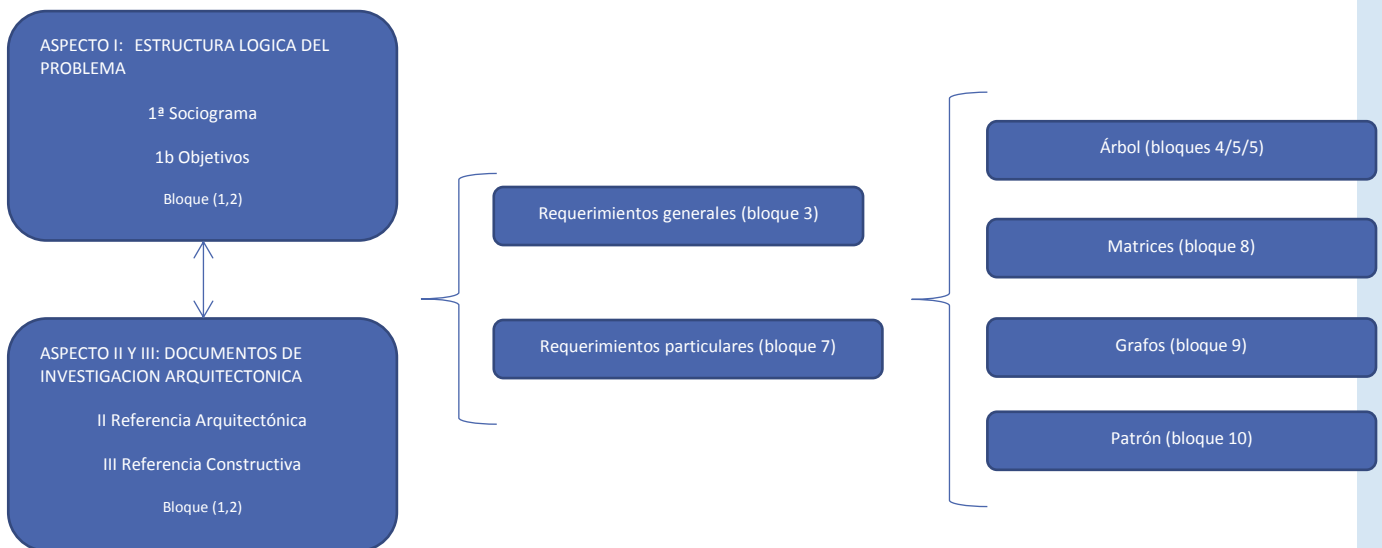 ASPECTO I: ESTRUCTURA LOGICA DEL
PROBLEMA
1ª Sociograma
1b Objetivos
Bloque (1,2)
ASPECTO II Y III: DOCUMENTOS DE
INVESTIGACION ARQUITECTONICA
II Referencia Arquitectónica
III Referencia Constructiva
Bloque (1,2)
Requerimientos generales (bloque 3)
Requerimientos particulares (bloque 7)
Árbol (bloques 4/5/5)
Matrices (bloque 8)
Grafos (bloque 9)
Patrón (bloque 10)